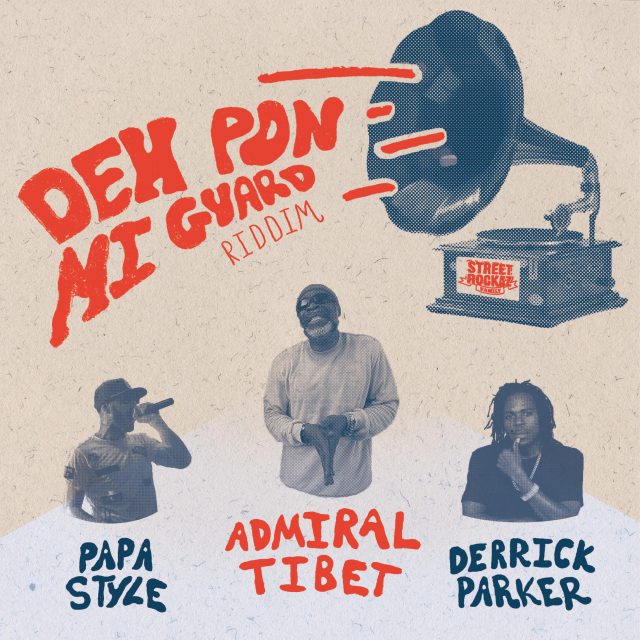 DEH PON
MI GUARD
RIDDIM
STREET
ROCKAZ
FAMILY
PAPA
STYLE
ADMIRAL
TIBET
DERRICK
PARKER